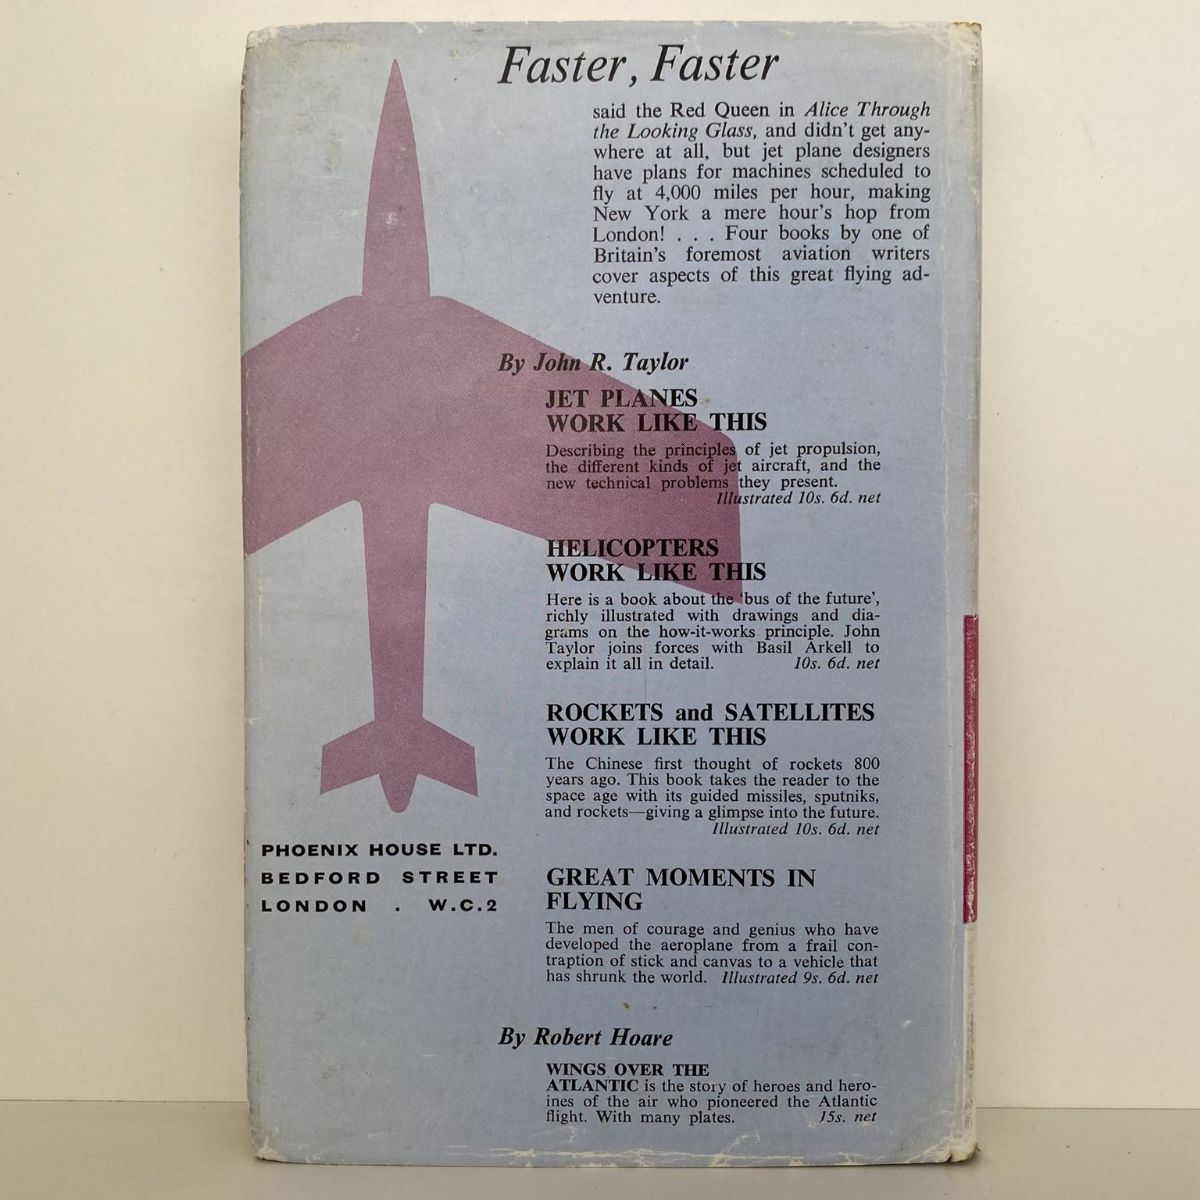 Faster, Faster
said the Red Queen in Alice Through
the Looking Glass, and didn't get any-
where at all, but jet plane designers
have plans for machines scheduled to
fly at 4,000 miles per hour, making
New York a mere hour's hop from
London! . . . Four books by one of
Britain's foremost aviation writers
cover aspects of this great flying ad-
venture.
By John R. Taylor
JET PLANES
WORK LIKE THIS
Describing the principles of jet propulsion,
the different kinds of jet aircraft, and the
new technical problems they present.
Illustrated 10s. 6d. net
HELICOPTERS
WORK LIKE THIS
Here is a book about the 'bus of the future',
richly illustrated with drawings and dia-
grams on the how-it-works principle. John
Taylor joins forces with Basil Arkell to
explain it all in detail. 10s. 6d. net
ROCKETS and SATELLITES
WORK LIKE THIS
The Chinese first thought of rockets 800
years ago. This book takes the reader to the
space age with its guided missiles, sputniks,
and rockets—giving a glimpse into the future.
Illustrated 10s. 6d. net
PHOENIX HOUSE LTD.
BEDFORD STREET
LONDON . W.C.2
GREAT MOMENTS IN
FLYING
The men of courage and genius who have
developed the aeroplane from a frail con-
traption of stick and canvas to a vehicle that
has shrunk the world. Illustrated 9s. 6d. net
By Robert Hoare
WINGS OVER THE
ATLANTIC is the story of heroes and hero-
ines of the air who pioneered the Atlantic
flight. With many plates. 15s. net